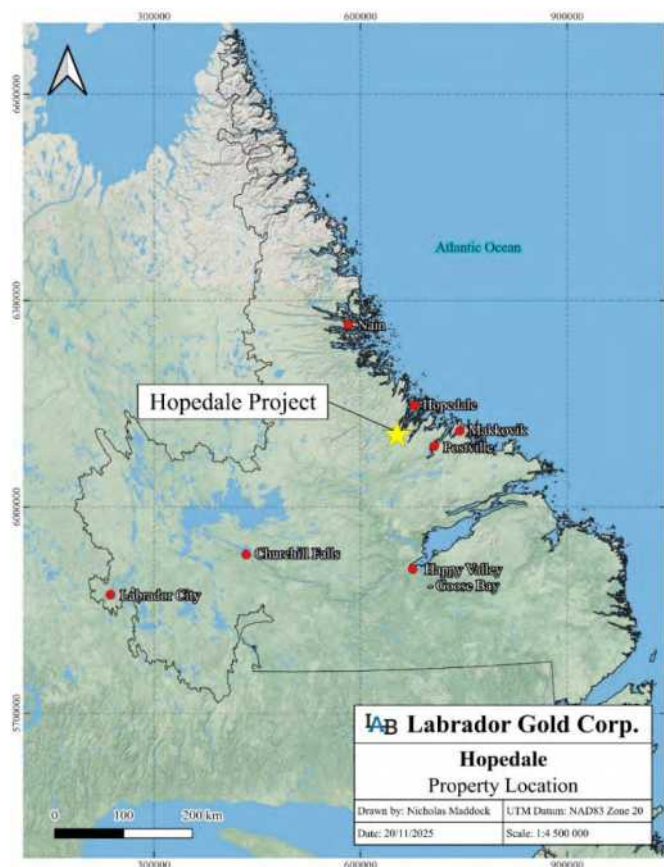 300000 600000 900000
6600000
Atlantic Ocean
6300000
Nain
Hopedale Project
Hopedale
Makkovik
Postville
6000000
Churchill Falls
Happy Valley
- Goose Bay
Labrador City
5700000
LAB Labrador Gold Corp.
Hopedale
Property Location
Drawn by: Nicholas Maddock UTM Datum: NAD83 Zone 20
Date: 20/11/2025 Scale: 1:4 500 000
0 100 200 km
300000 600000 900000